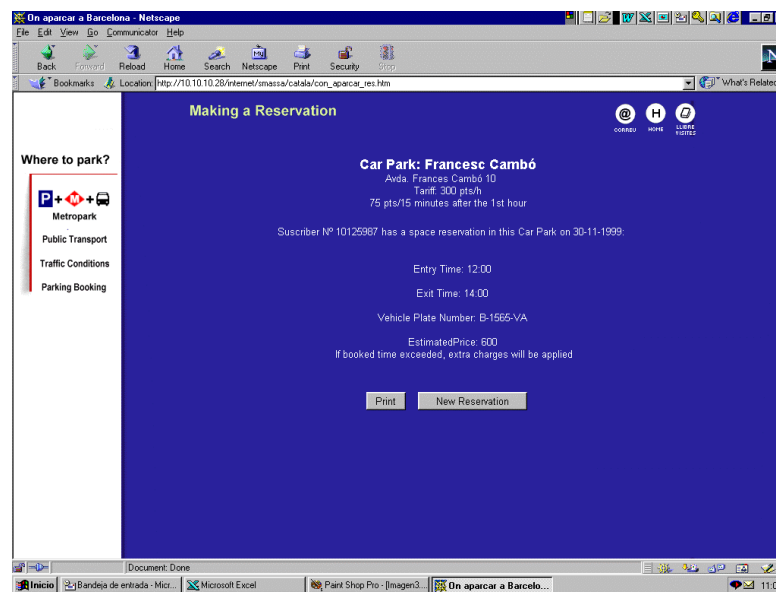 On aparcar a Barcelona - Netscape
File Edit View Go Communicator Help
Back Forward Reload Home Search Netscape Print Security Stop
Bookmarks Location: http://10.10.10.28/internet/smassa/catala/con_aparcar_res.htm What's Related
Making a Reservation
CORREU HOME LLIBRE VISITES
Where to park?
P + M +
Metropark
Public Transport
Traffic Conditions
Parking Booking
Car Park: Francesc Cambó
Avda. Frances Cambó 10
Tariff: 300 pts/h
75 pts/15 minutes after the 1st hour
Suscriber Nº 10125987 has a space reservation in this Car Park on 30-11-1999:
Entry Time: 12:00
Exit Time: 14:00
Vehicle Plate Number: B-1565-VA
EstimatedPrice: 600
If booked time exceeded, extra charges will be applied
Print New Reservation
Document: Done
Inicio Bandeja de entrada - Micr... Microsoft Excel Paint Shop Pro - [Imagen3... On aparcar a Barcelo...